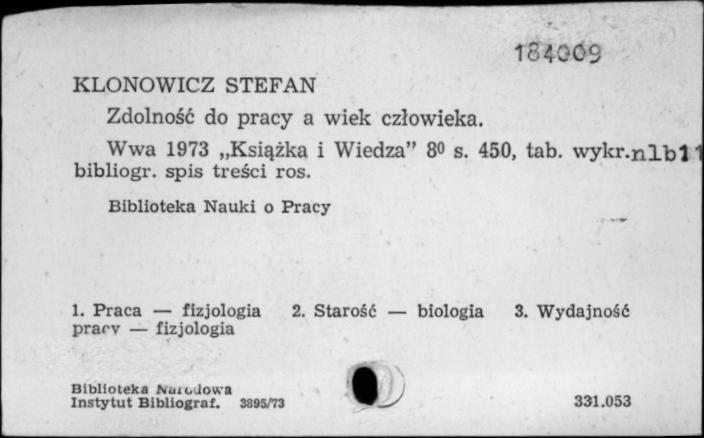 184009
KLONOWICZ STEFAN
Zdolność do pracy a wiek człowieka.
Wwa 1973 „Książka i Wiedza” 8⁰ s. 450, tab. wykr.nlb11
bibliogr. spis treści ros.
Biblioteka Nauki o Pracy
1. Praca — fizjologia 2. Starość — biologia 3. Wydajność
pracy — fizjologia
Biblioteka Narodowa
Instytut Bibliograf. 3895/73
331.053